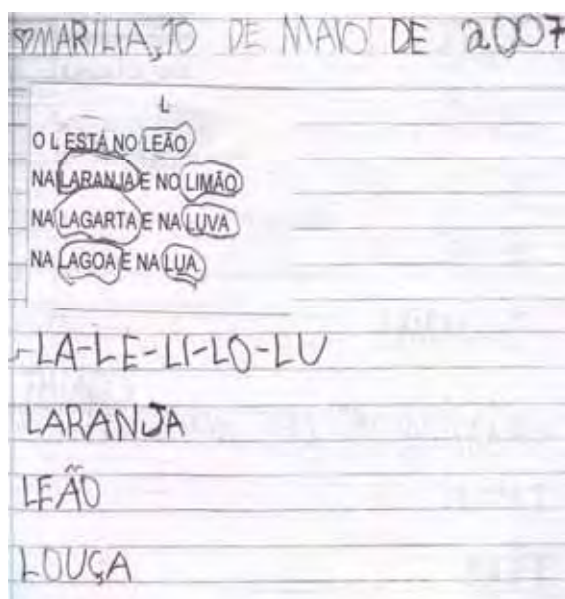 MARÍLIA, 10 DE MAIO DE 2007
L
O L ESTÁ NO LEÃO
NA LARANJA E NO LIMÃO
NA LAGARTA E NA LUVA
NA LAGOA E NA LUA
-LA-LE-LI-LO-LU
LARANJA
LEÃO
LOUÇA